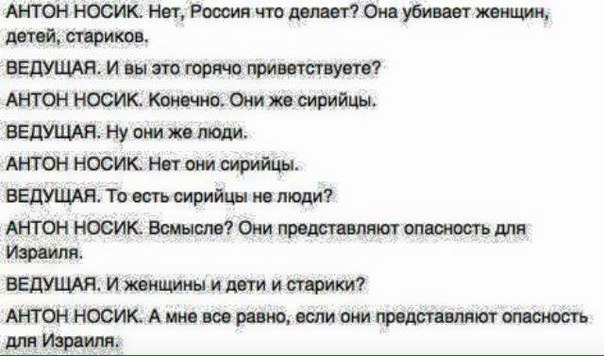 АНТОН НОСИК. Нет, Россия что делает? Она убивает женщин,
детей, стариков.
ВЕДУЩАЯ. И вы это горячо приветствуете?
АНТОН НОСИК. Конечно. Они же сирийцы.
ВЕДУЩАЯ. Ну они же люди.
АНТОН НОСИК. Нет они сирийцы.
ВЕДУЩАЯ. То есть сирийцы не люди?
АНТОН НОСИК. Всмысле? Они представляют опасность для
Израиля.
ВЕДУЩАЯ. И женщины и дети и старики?
АНТОН НОСИК. А мне все равно, если они представляют опасность
для Израиля.